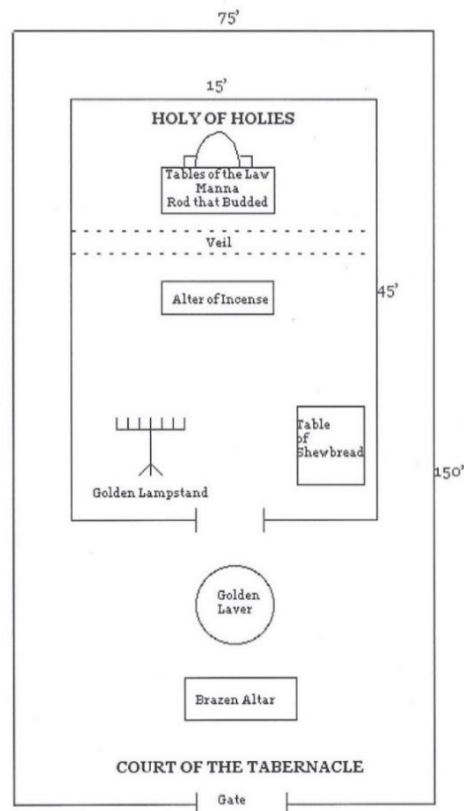 75'
15'
HOLY OF HOLIES
Tables of the Law
Manna
Rod that Budded
Veil
Alter of Incense
45'
Table
of
Shewbread
150'
Golden Lampstand
Golden
Laver
Brazen Altar
COURT OF THE TABERNACLE
Gate